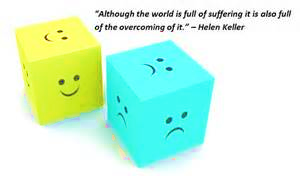 "Although the world is full of suffering it is also full
of the overcoming of it." – Helen Keller